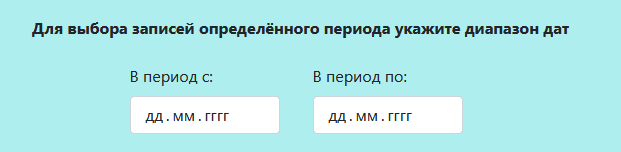 Для выбора записей определённого периода укажите диапазон дат
В период с: В период по:
дд.мм.гггг дд.мм.гггг